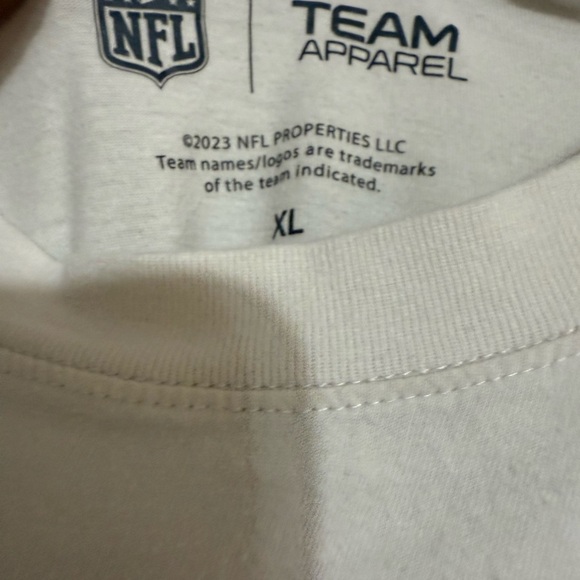 NFL
TEAM
APPAREL
©2023 NFL PROPERTIES LLC
Team names/logos are trademarks
of the team indicated.
XL